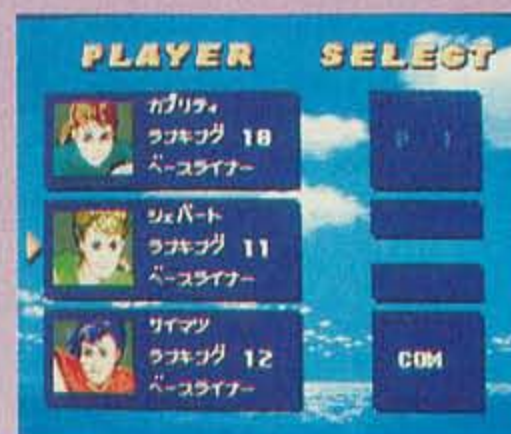 PLAYER SELECT
カプリティ
ランキング 18
ベースライナー
P 1
シェパート
ランキング 11
ベースライナー
サイマツ
ランキング 12
ベースライナー
COM